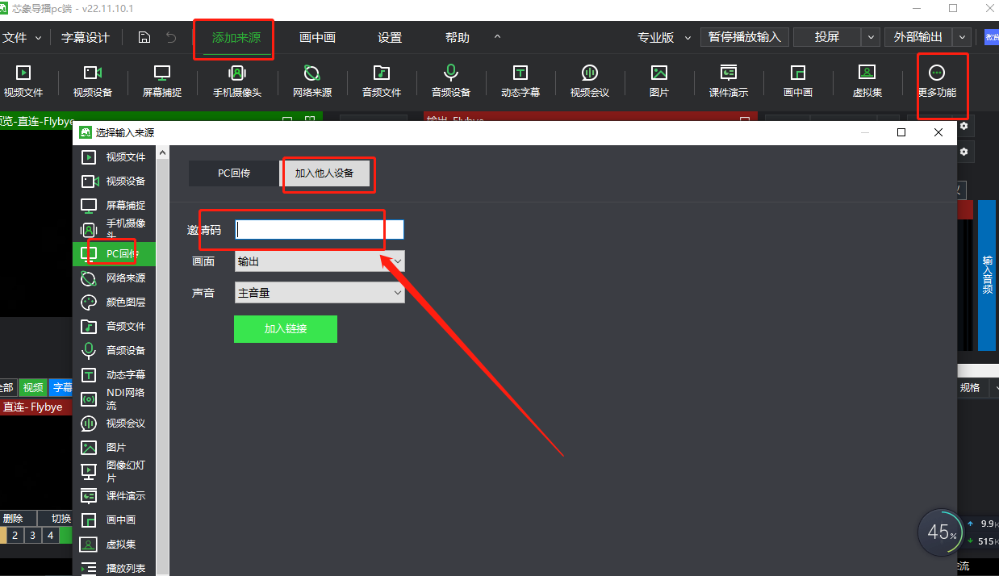 芯象导播pc端 - v22.11.10.1
文件
字幕设计
添加来源
画中画
设置
帮助
专业版
暂停播放输入
投屏
外部输出
视频文件
视频设备
屏幕捕捉
手机摄像头
网络来源
音频文件
音频设备
动态字幕
视频会议
图片
课件演示
画中画
虚拟集
更多功能
览-直连-Flybye
输出-Flybye
选择输入来源
视频文件
视频设备
屏幕捕捉
手机摄像
头
PC回传
网络来源
颜色图层
音频文件
音频设备
动态字幕
NDI网络
流
视频会议
图片
图像幻灯
片
课件演示
画中画
虚拟集
播放列表
PC回传
加入他人设备
邀请码
画面
输出
声音
主音量
加入链接
输入音频
全部
视频
字幕
直连- Flybye
规格
删除
切换
2
3
4
45%
9.9K
515K
流